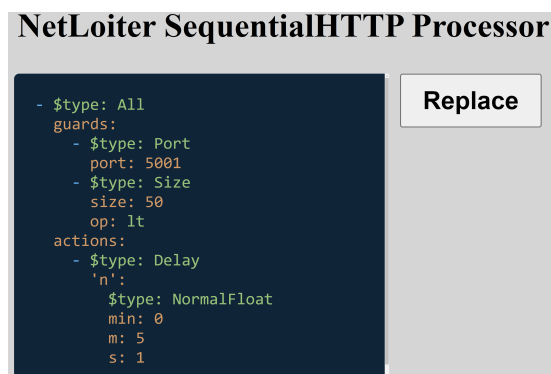 NetLoiter SequentialHTTP Processor
Replace
- $type: All
  guards:
    - $type: Port
      port: 5001
    - $type: Size
      size: 50
      op: lt
  actions:
    - $type: Delay
      'n':
        $type: NormalFloat
        min: 0
        m: 5
        s: 1